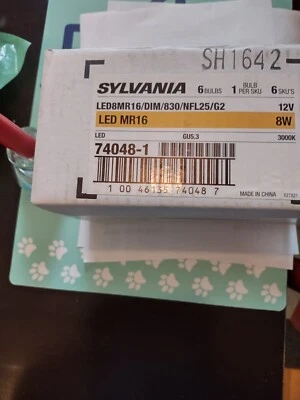 SH1642
SYLVANIA 6 BULBS 1 BULB PER SKU 6 SKU'S
LED8MR16/DIM/830/NFL25/G2 12V
LED MR16 8W
LED GU5.3 3000K
74048-1
1 00 46135 74048 7
MADE IN CHINA